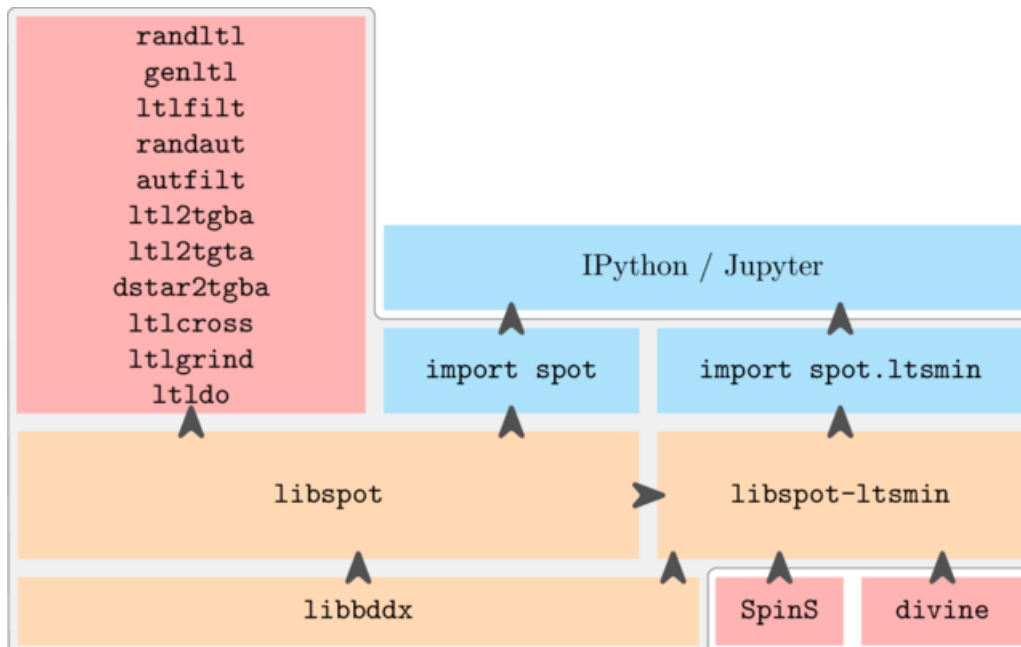 randltl
genltl
ltlfilt
randaut
autfilt
ltl2tgba
ltl2tgta
dstar2tgba
ltlcross
ltlgrind
ltldo
IPython / Jupyter
import spot
import spot.ltsmin
libspot
libspot-ltsmin
libbddx
SpinS
divine